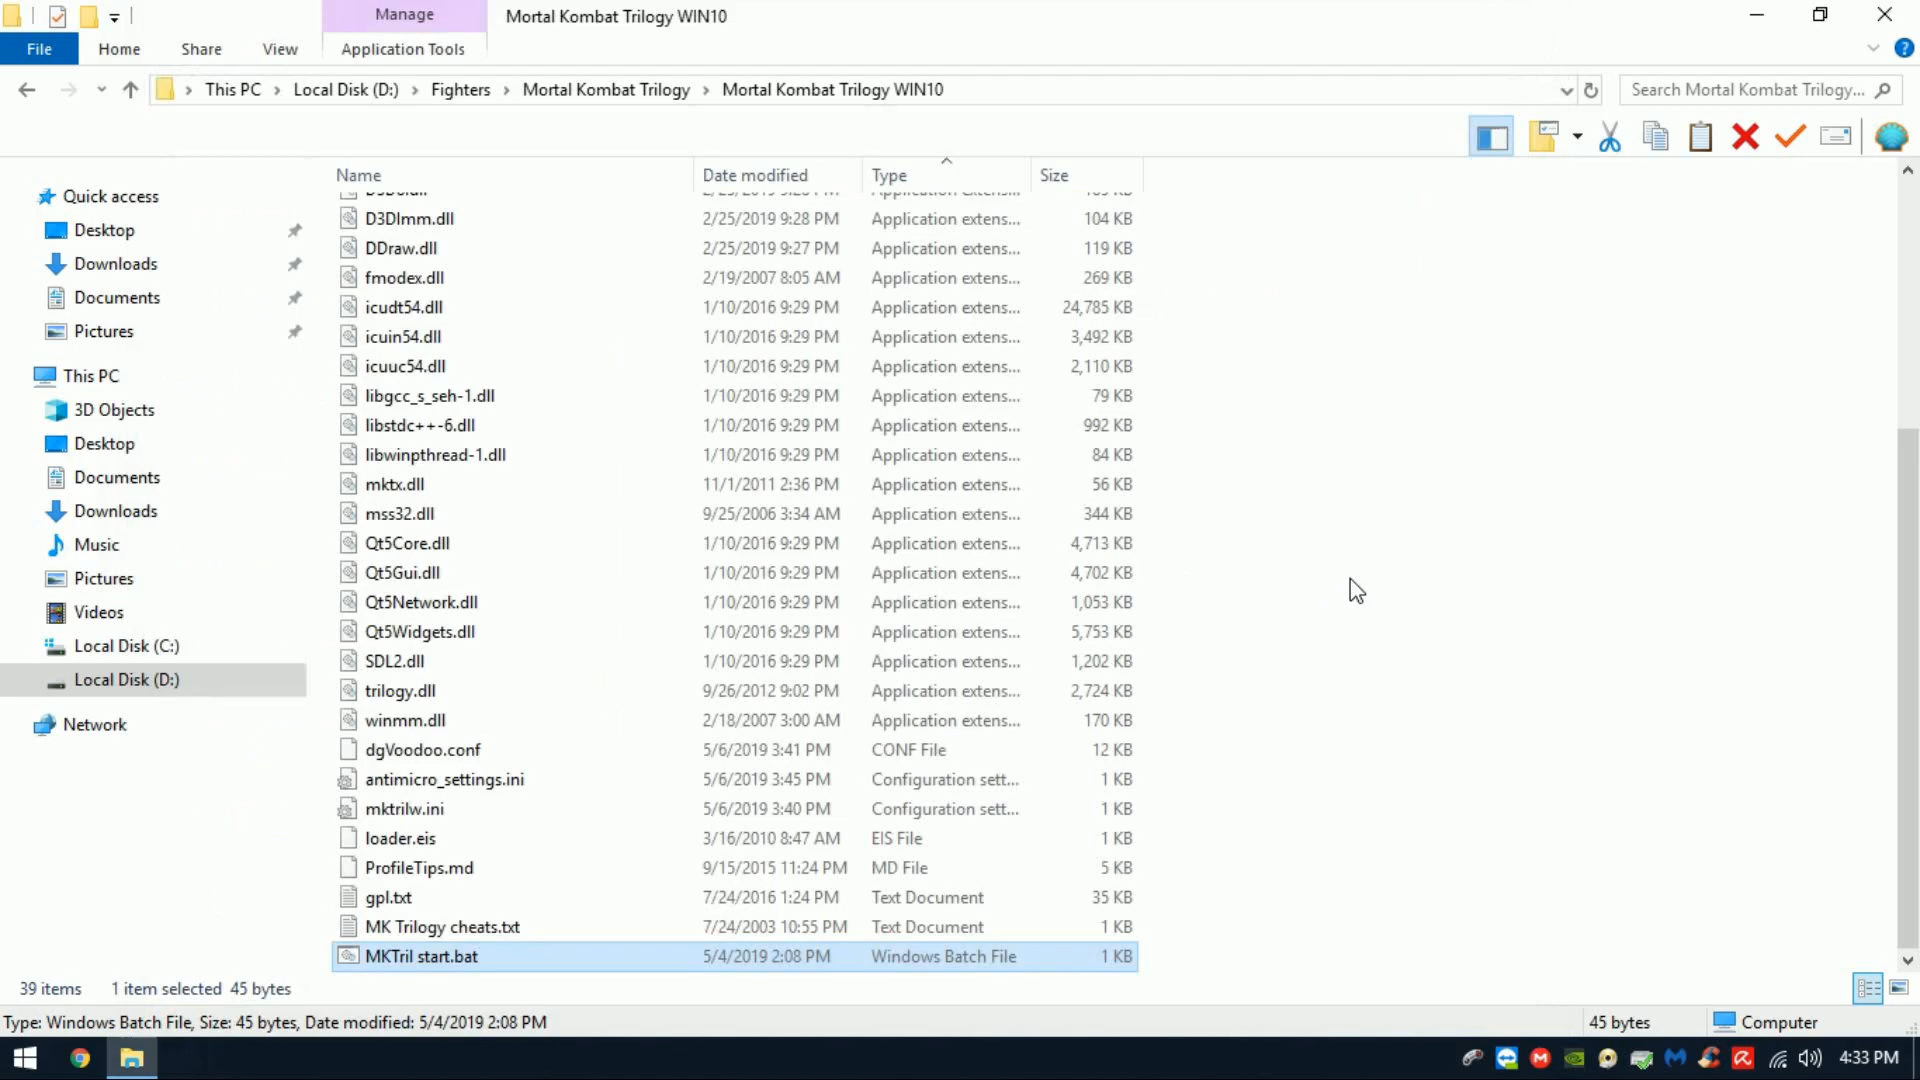 Manage
Mortal Kombat Trilogy WIN10
File
Home
Share
View
Application Tools
This PC
Local Disk (D:)
Fighters
Mortal Kombat Trilogy
Mortal Kombat Trilogy WIN10
Search Mortal Kombat Trilogy...
Name
Date modified
Type
Size
Quick access
Desktop
Downloads
Documents
Pictures
This PC
3D Objects
Desktop
Documents
Downloads
Music
Pictures
Videos
Local Disk (C:)
Local Disk (D:)
Network
D3DImm.dll 2/25/2019 9:28 PM Application extens... 104 KB
DDraw.dll 2/25/2019 9:27 PM Application extens... 119 KB
fmodex.dll 2/19/2007 8:05 AM Application extens... 269 KB
icudt54.dll 1/10/2016 9:29 PM Application extens... 24,785 KB
icuin54.dll 1/10/2016 9:29 PM Application extens... 3,492 KB
icuuc54.dll 1/10/2016 9:29 PM Application extens... 2,110 KB
libgcc_s_seh-1.dll 1/10/2016 9:29 PM Application extens... 79 KB
libstdc++-6.dll 1/10/2016 9:29 PM Application extens... 992 KB
libwinpthread-1.dll 1/10/2016 9:29 PM Application extens... 84 KB
mktx.dll 11/1/2011 2:36 PM Application extens... 56 KB
mss32.dll 9/25/2006 3:34 AM Application extens... 344 KB
Qt5Core.dll 1/10/2016 9:29 PM Application extens... 4,713 KB
Qt5Gui.dll 1/10/2016 9:29 PM Application extens... 4,702 KB
Qt5Network.dll 1/10/2016 9:29 PM Application extens... 1,053 KB
Qt5Widgets.dll 1/10/2016 9:29 PM Application extens... 5,753 KB
SDL2.dll 1/10/2016 9:29 PM Application extens... 1,202 KB
trilogy.dll 9/26/2012 9:02 PM Application extens... 2,724 KB
winmm.dll 2/18/2007 3:00 AM Application extens... 170 KB
dgVoodoo.conf 5/6/2019 3:41 PM CONF File 12 KB
antimicro_settings.ini 5/6/2019 3:45 PM Configuration sett... 1 KB
mktrilw.ini 5/6/2019 3:40 PM Configuration sett... 1 KB
loader.eis 3/16/2010 8:47 AM EIS File 1 KB
ProfileTips.md 9/15/2015 11:24 PM MD File 5 KB
gpl.txt 7/24/2016 1:24 PM Text Document 35 KB
MK Trilogy cheats.txt 7/24/2003 10:55 PM Text Document 1 KB
MKTril start.bat 5/4/2019 2:08 PM Windows Batch File 1 KB
39 items 1 item selected 45 bytes
Type: Windows Batch File, Size: 45 bytes, Date modified: 5/4/2019 2:08 PM
45 bytes
Computer
4:33 PM